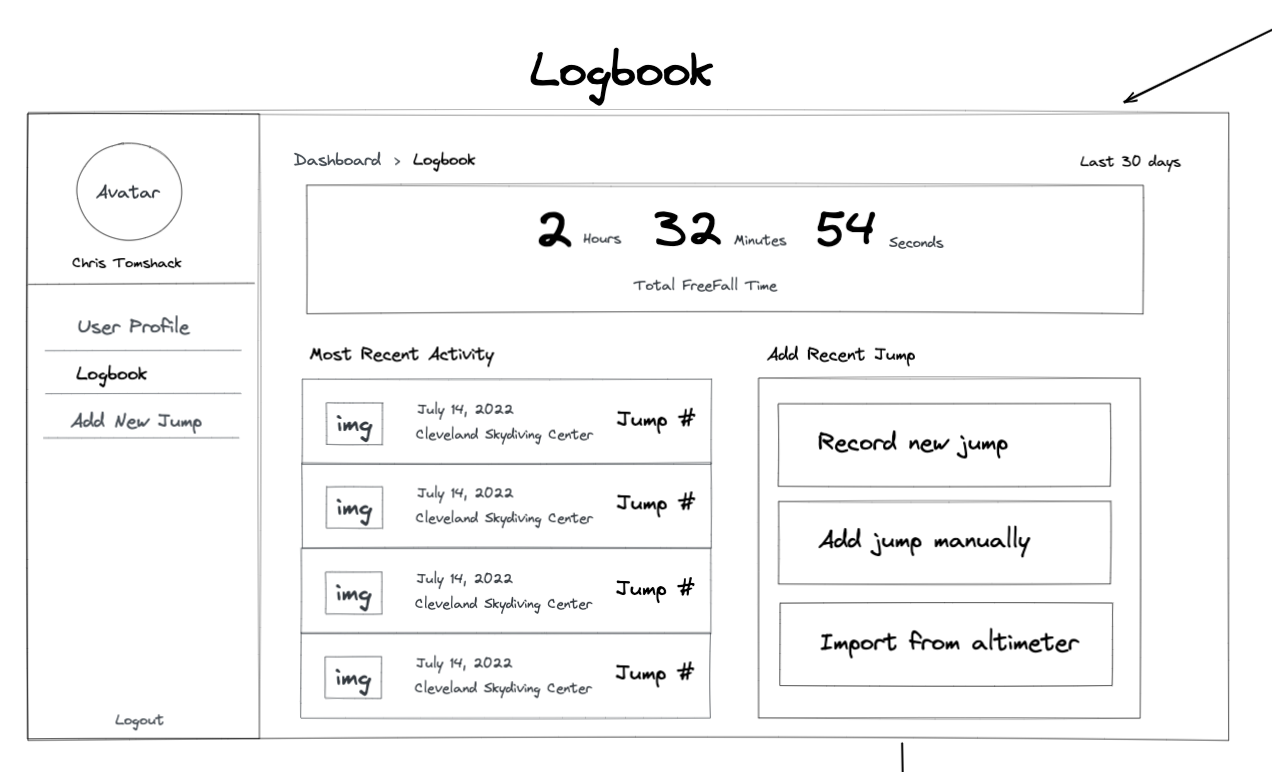 Logbook
Avatar
Chris Tomshack
User Profile
Logbook
Add New Jump
Logout
Dashboard > Logbook
Last 30 days
2 Hours 32 Minutes 54 Seconds
Total FreeFall Time
Most Recent Activity
img
July 14, 2022
Cleveland Skydiving Center
Jump #
img
July 14, 2022
Cleveland Skydiving Center
Jump #
img
July 14, 2022
Cleveland Skydiving Center
Jump #
img
July 14, 2022
Cleveland Skydiving Center
Jump #
Add Recent Jump
Record new jump
Add jump manually
Import from altimeter